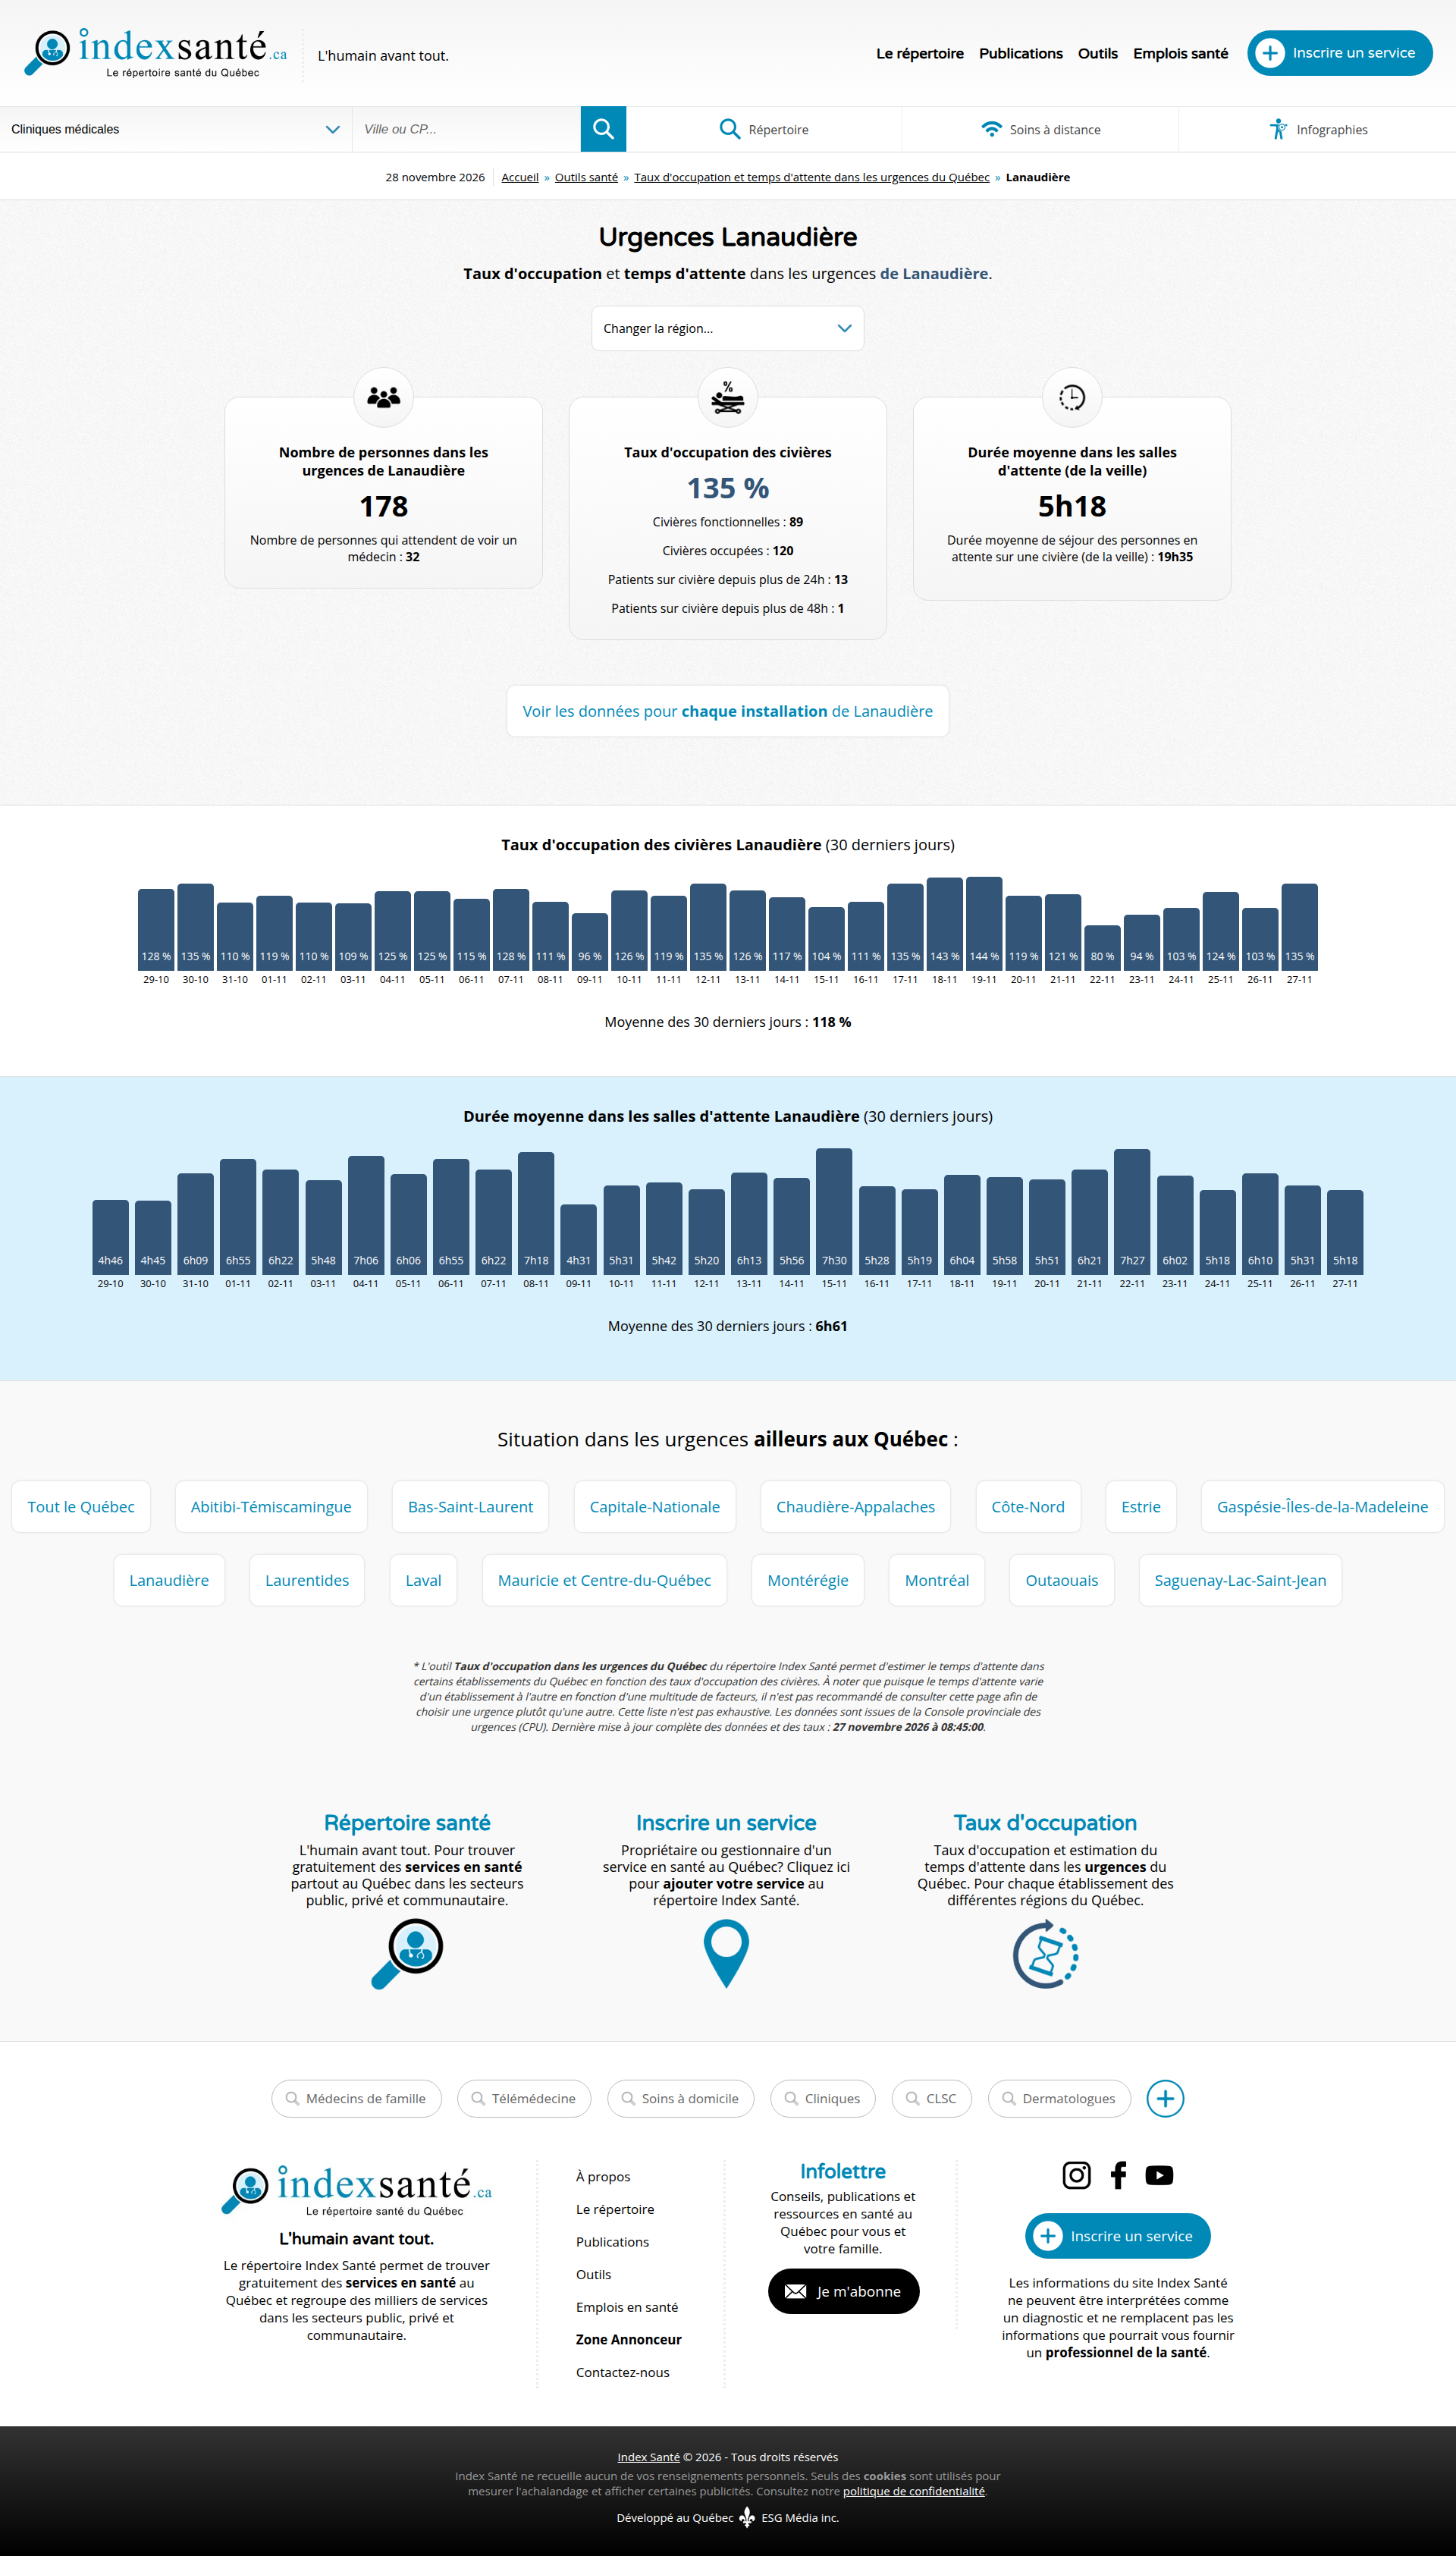 indexsanté.ca
Le répertoire santé du Québec
L'humain avant tout.
Le répertoire Publications Outils Emplois santé Inscrire un service
Cliniques médicales
Ville ou CP...
Répertoire
Soins à distance
Infographies
28 novembre 2026 Accueil » Outils santé » Taux d'occupation et temps d'attente dans les urgences du Québec » Lanaudière
Urgences Lanaudière
Taux d'occupation et temps d'attente dans les urgences de Lanaudière.
Changer la région...
Nombre de personnes dans les
urgences de Lanaudière
178
Nombre de personnes qui attendent de voir un
médecin : 32
%
Taux d'occupation des civières
135 %
Civières fonctionnelles : 89
Civières occupées : 120
Patients sur civière depuis plus de 24h : 13
Patients sur civière depuis plus de 48h : 1
Durée moyenne dans les salles
d'attente (de la veille)
5h18
Durée moyenne de séjour des personnes en
attente sur une civière (de la veille) : 19h35
Voir les données pour chaque installation de Lanaudière
Taux d'occupation des civières Lanaudière (30 derniers jours)
128 % 135 % 110 % 119 % 110 % 109 % 125 % 125 % 115 % 128 % 111 % 96 % 126 % 119 % 135 % 126 % 117 % 104 % 111 % 135 % 143 % 144 % 119 % 121 % 80 % 94 % 103 % 124 % 103 % 135 %
29-10 30-10 31-10 01-11 02-11 03-11 04-11 05-11 06-11 07-11 08-11 09-11 10-11 11-11 12-11 13-11 14-11 15-11 16-11 17-11 18-11 19-11 20-11 21-11 22-11 23-11 24-11 25-11 26-11 27-11
Moyenne des 30 derniers jours : 118 %
Durée moyenne dans les salles d'attente Lanaudière (30 derniers jours)
4h46 4h45 6h09 6h55 6h22 5h48 7h06 6h06 6h55 6h22 7h18 4h31 5h31 5h42 5h20 6h13 5h56 7h30 5h28 5h19 6h04 5h58 5h51 6h21 7h27 6h02 5h18 6h10 5h31 5h18
29-10 30-10 31-10 01-11 02-11 03-11 04-11 05-11 06-11 07-11 08-11 09-11 10-11 11-11 12-11 13-11 14-11 15-11 16-11 17-11 18-11 19-11 20-11 21-11 22-11 23-11 24-11 25-11 26-11 27-11
Moyenne des 30 derniers jours : 6h61
Situation dans les urgences ailleurs aux Québec :
Tout le Québec Abitibi-Témiscamingue Bas-Saint-Laurent Capitale-Nationale Chaudière-Appalaches Côte-Nord Estrie Gaspésie-Îles-de-la-Madeleine
Lanaudière Laurentides Laval Mauricie et Centre-du-Québec Montérégie Montréal Outaouais Saguenay-Lac-Saint-Jean
* L'outil Taux d'occupation dans les urgences du Québec du répertoire Index Santé permet d'estimer le temps d'attente dans
certains établissements du Québec en fonction des taux d'occupation des civières. À noter que puisque le temps d'attente varie
d'un établissement à l'autre en fonction d'une multitude de facteurs, il n'est pas recommandé de consulter cette page afin de
choisir une urgence plutôt qu'une autre. Cette liste n'est pas exhaustive. Les données sont issues de la Console provinciale des
urgences (CPU). Dernière mise à jour complète des données et des taux : 27 novembre 2026 à 08:45:00.
Répertoire santé
L'humain avant tout. Pour trouver
gratuitement des services en santé
partout au Québec dans les secteurs
public, privé et communautaire.
Inscrire un service
Propriétaire ou gestionnaire d'un
service en santé au Québec? Cliquez ici
pour ajouter votre service au
répertoire Index Santé.
Taux d'occupation
Taux d'occupation et estimation du
temps d'attente dans les urgences du
Québec. Pour chaque établissement des
différentes régions du Québec.
Médecins de famille Télémédecine Soins à domicile Cliniques CLSC Dermatologues
indexsanté.ca
Le répertoire santé du Québec
L'humain avant tout.
Le répertoire Index Santé permet de trouver
gratuitement des services en santé au
Québec et regroupe des milliers de services
dans les secteurs public, privé et
communautaire.
À propos
Le répertoire
Publications
Outils
Emplois en santé
Zone Annonceur
Contactez-nous
Infolettre
Conseils, publications et
ressources en santé au
Québec pour vous et
votre famille.
Je m'abonne
Inscrire un service
Les informations du site Index Santé
ne peuvent être interprétées comme
un diagnostic et ne remplacent pas les
informations que pourrait vous fournir
un professionnel de la santé.
Index Santé © 2026 - Tous droits réservés
Index Santé ne recueille aucun de vos renseignements personnels. Seuls des cookies sont utilisés pour
mesurer l'achalandage et afficher certaines publicités. Consultez notre politique de confidentialité.
Développé au Québec ESG Média inc.